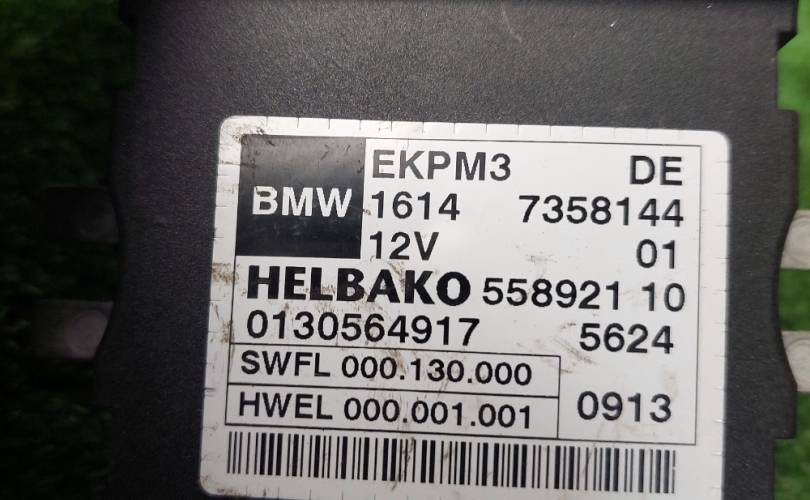 EKPM3 DE
BMW 1614 7358144
12V 01
HELBAKO 558921 10
0130564917 5624
SWFL 000.130.000
HWEL 000.001.001 0913